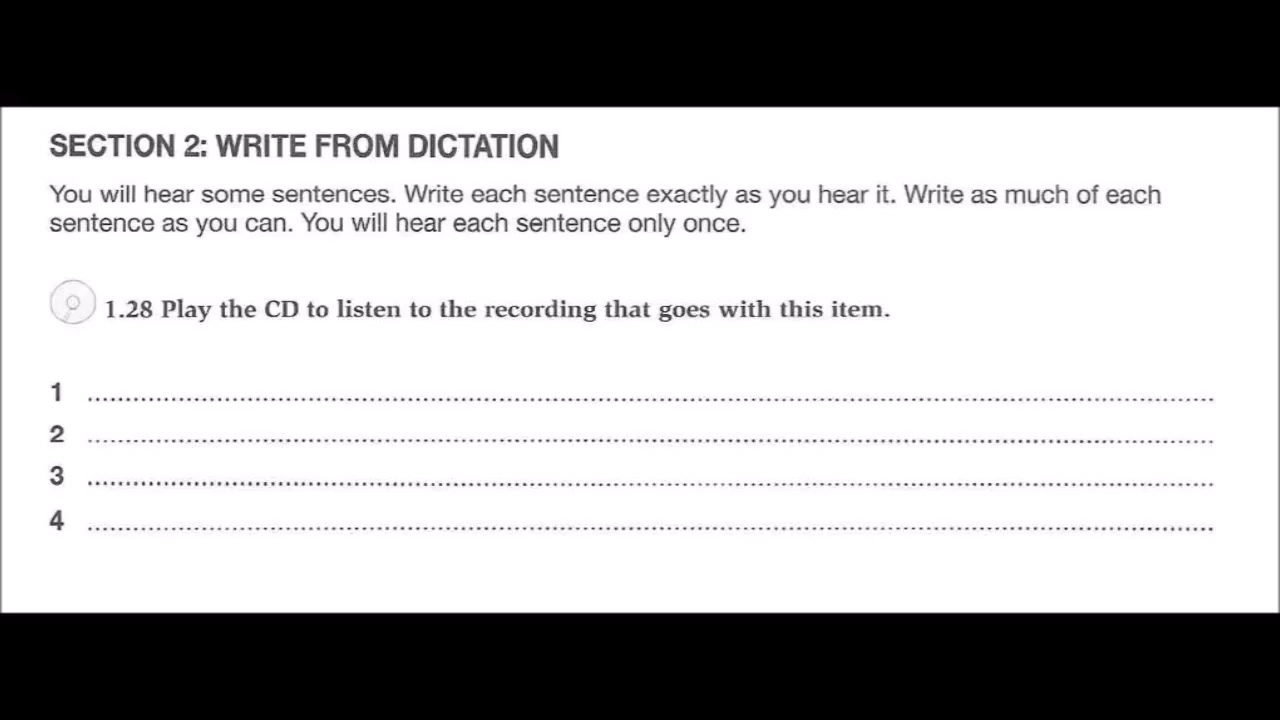 SECTION 2: WRITE FROM DICTATION
You will hear some sentences. Write each sentence exactly as you hear it. Write as much of each
sentence as you can. You will hear each sentence only once.
1.28 Play the CD to listen to the recording that goes with this item.
1 ....................................................................................................
2 ....................................................................................................
3 ....................................................................................................
4 ....................................................................................................